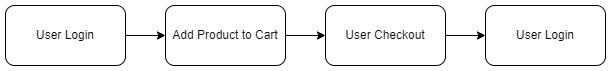 User Login
Add Product to Cart
User Checkout
User Login